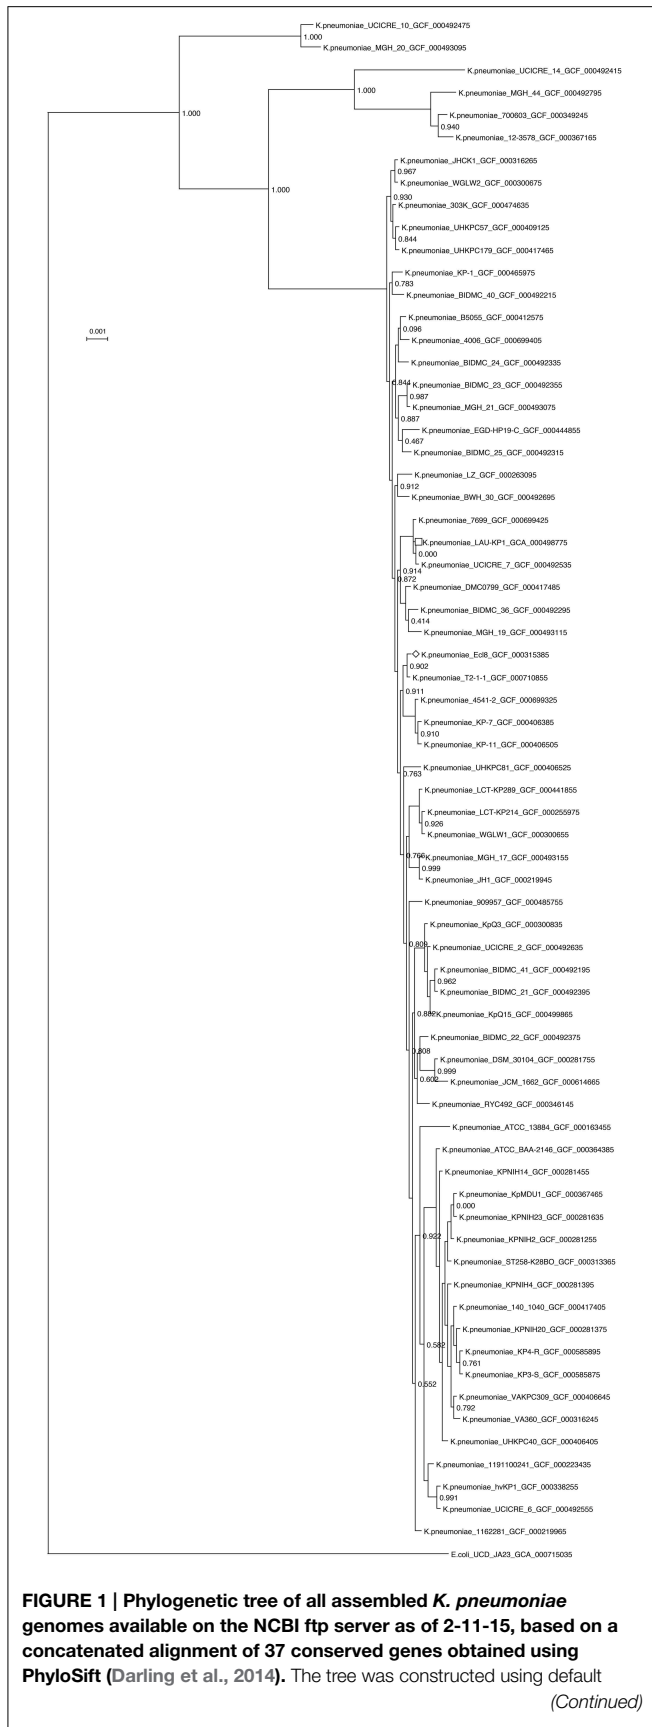 K.pneumoniae_UCICRE_10_GCF_000492475
1.000
K.pneumoniae_MGH_20_GCF_000493095
K.pneumoniae_UCICRE_14_GCF_000492415
1.000
K.pneumoniae_MGH_44_GCF_000492795
1.000
K.pneumoniae_700603_GCF_000349245
0.940
K.pneumoniae_12-3578_GCF_000367165
K.pneumoniae_JHCK1_GCF_000316265
0.967
K.pneumoniae_WGLW2_GCF_000300675
1.000
0.930
K.pneumoniae_303K_GCF_000474635
K.pneumoniae_UHKPC57_GCF_000409125
0.844
K.pneumoniae_UHKPC179_GCF_000417465
K.pneumoniae_KP-1_GCF_000465975
0.783
K.pneumoniae_BIDMC_40_GCF_000492215
K.pneumoniae_B5055_GCF_000412575
0.001
0.096
K.pneumoniae_4006_GCF_000699405
K.pneumoniae_BIDMC_24_GCF_000492335
0.844
K.pneumoniae_BIDMC_23_GCF_000492355
0.987
K.pneumoniae_MGH_21_GCF_000493075
0.887
K.pneumoniae_EGD-HP19-C_GCF_000444855
0.467
K.pneumoniae_BIDMC_25_GCF_000492315
K.pneumoniae_LZ_GCF_000263095
0.912
K.pneumoniae_BWH_30_GCF_000492695
K.pneumoniae_7699_GCF_000699425
K.pneumoniae_LAU-KP1_GCA_000498775
0.000
K.pneumoniae_UCICRE_7_GCF_000492535
0.914
0.872
K.pneumoniae_DMC0799_GCF_000417485
K.pneumoniae_BIDMC_36_GCF_000492295
0.414
K.pneumoniae_MGH_19_GCF_000493115
K.pneumoniae_Ecl8_GCF_000315385
0.902
K.pneumoniae_T2-1-1_GCF_000710855
0.911
K.pneumoniae_4541-2_GCF_000699325
K.pneumoniae_KP-7_GCF_000406385
0.910
K.pneumoniae_KP-11_GCF_000406505
K.pneumoniae_UHKPC81_GCF_000406525
0.763
K.pneumoniae_LCT-KP289_GCF_000441855
K.pneumoniae_LCT-KP214_GCF_000255975
0.926
K.pneumoniae_WGLW1_GCF_000300655
0.766
K.pneumoniae_MGH_17_GCF_000493155
0.999
K.pneumoniae_JH1_GCF_000219945
K.pneumoniae_909957_GCF_000485755
K.pneumoniae_KpQ3_GCF_000300835
0.809
K.pneumoniae_UCICRE_2_GCF_000492635
K.pneumoniae_BIDMC_41_GCF_000492195
0.962
K.pneumoniae_BIDMC_21_GCF_000492395
K.pneumoniae_KpQ15_GCF_000499865
K.pneumoniae_BIDMC_22_GCF_000492375
0.808
K.pneumoniae_DSM_30104_GCF_000281755
0.999
0.602
K.pneumoniae_JCM_1662_GCF_000614665
K.pneumoniae_RYC492_GCF_000346145
K.pneumoniae_ATCC_13884_GCF_000163455
K.pneumoniae_ATCC_BAA-2146_GCF_000364385
K.pneumoniae_KPNIH14_GCF_000281455
K.pneumoniae_KpMDU1_GCF_000367465
0.000
K.pneumoniae_KPNIH23_GCF_000281635
0.922
K.pneumoniae_KPNIH2_GCF_000281255
K.pneumoniae_ST258-K28BO_GCF_000313365
K.pneumoniae_KPNIH4_GCF_000281395
K.pneumoniae_140_1040_GCF_000417405
K.pneumoniae_KPNIH20_GCF_000281375
0.582
K.pneumoniae_KP4-R_GCF_000585895
0.761
K.pneumoniae_KP3-S_GCF_000585875
0.552
K.pneumoniae_VAKPC309_GCF_000406645
0.792
K.pneumoniae_VA360_GCF_000316245
K.pneumoniae_UHKPC40_GCF_000406405
K.pneumoniae_1191100241_GCF_000223435
K.pneumoniae_hvKP1_GCF_000338255
0.991
K.pneumoniae_UCICRE_6_GCF_000492555
K.pneumoniae_1162281_GCF_000219965
E.coli_UCD_JA23_GCA_000715035
FIGURE 1 | Phylogenetic tree of all assembled K. pneumoniae
genomes available on the NCBI ftp server as of 2-11-15, based on a
concatenated alignment of 37 conserved genes obtained using
PhyloSift (Darling et al., 2014). The tree was constructed using default
(Continued)